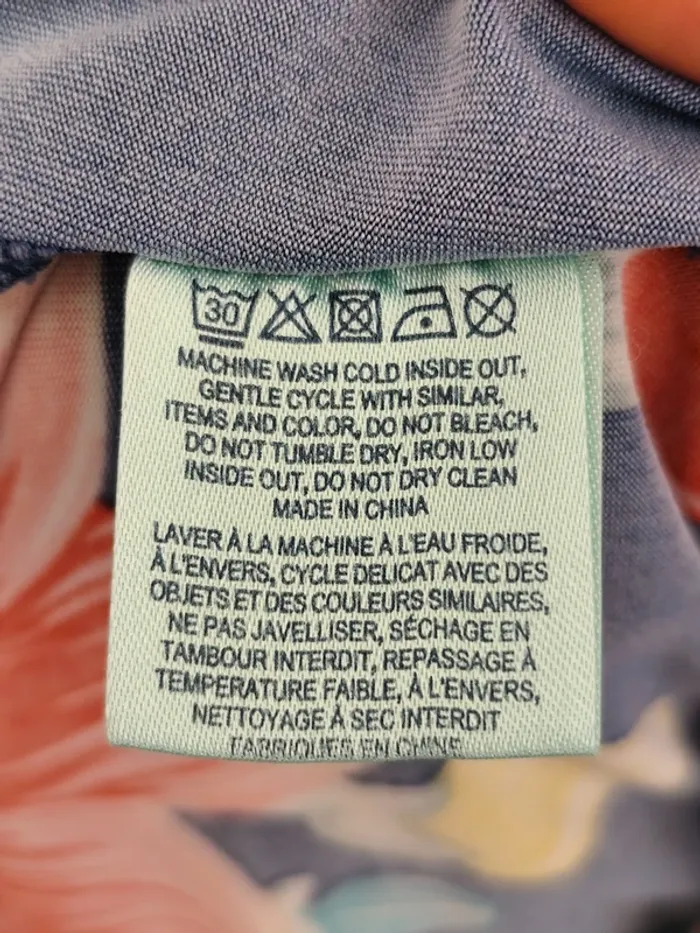 30
MACHINE WASH COLD INSIDE OUT,
GENTLE CYCLE WITH SIMILAR,
ITEMS AND COLOR, DO NOT BLEACH,
DO NOT TUMBLE DRY, IRON LOW
INSIDE OUT, DO NOT DRY CLEAN
MADE IN CHINA
LAVER À LA MACHINE À L'EAU FROIDE,
À L'ENVERS, CYCLE DELICAT AVEC DES
OBJETS ET DES COULEURS SIMILAIRES,
NE PAS JAVELLISER, SÉCHAGE EN
TAMBOUR INTERDIT, REPASSAGE À
TEMPERATURE FAIBLE, À L'ENVERS,
NETTOYAGE À SEC INTERDIT
FABRIQUES EN CHINE